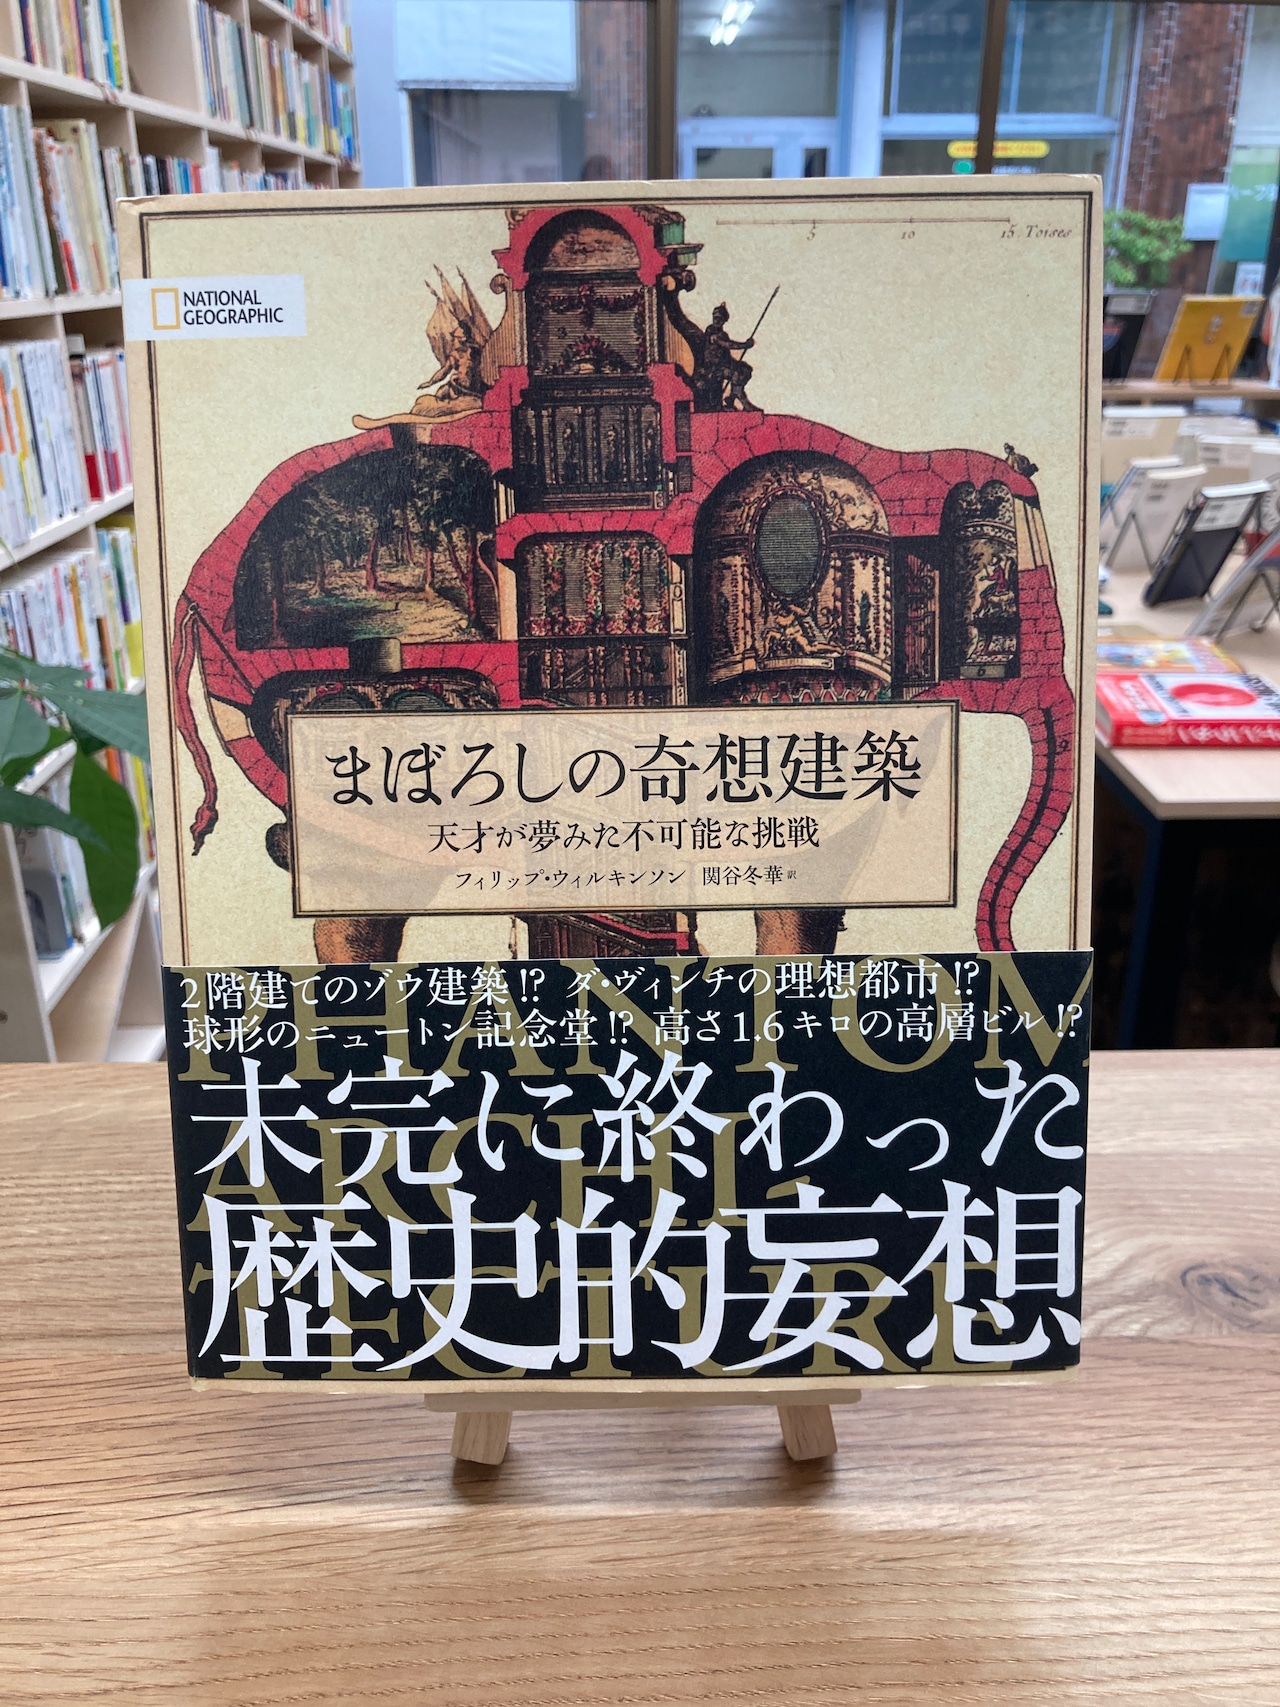 5 10 15. Toises
NATIONAL
GEOGRAPHIC
まぼろしの奇想建築
天才が夢みた不可能な挑戦
フィリップ・ウィルキンソン 関谷冬華 訳
2階建てのゾウ建築!? ダ・ヴィンチの理想都市!?
球形のニュートン記念堂!? 高さ1.6キロの高層ビル!?
未完に終わった
歴史的妄想
PHANTOM
ARCHI-
TECTURE